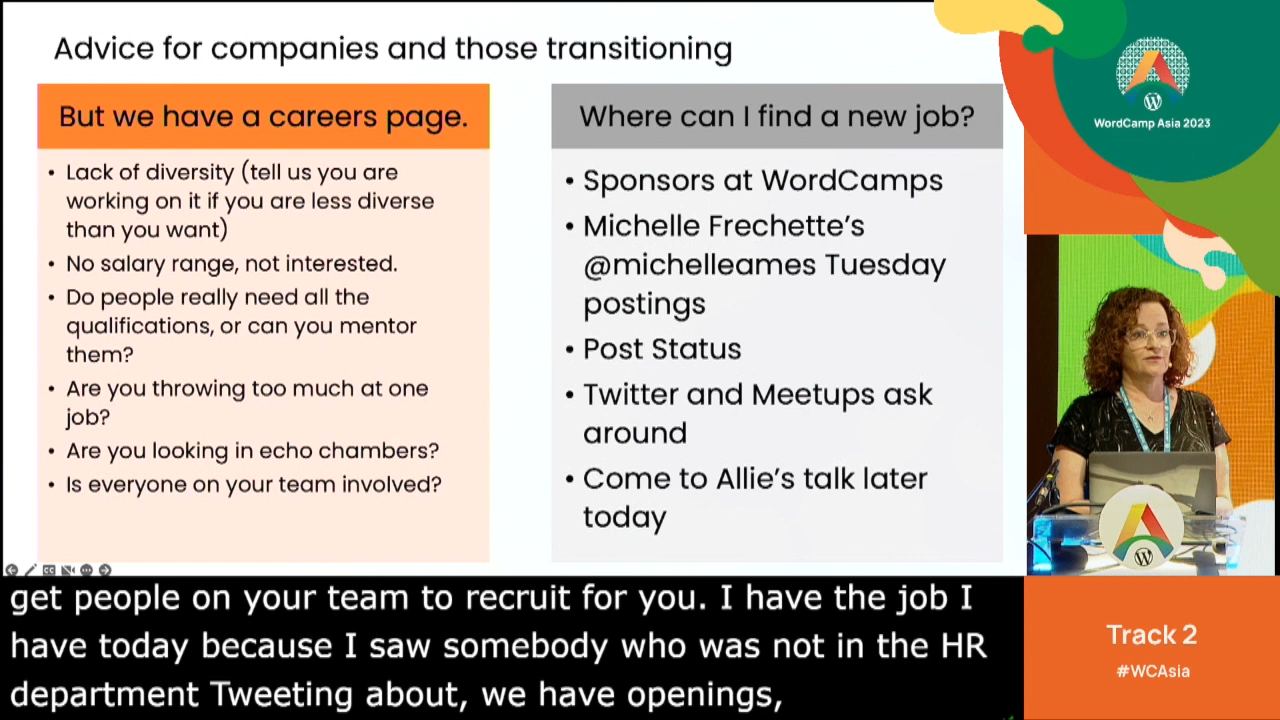 Advice for companies and those transitioning
But we have a careers page.
• Lack of diversity (tell us you are
working on it if you are less diverse
than you want)
• No salary range, not interested.
• Do people really need all the
qualifications, or can you mentor
them?
• Are you throwing too much at one
job?
• Are you looking in echo chambers?
• Is everyone on your team involved?
Where can I find a new job?
• Sponsors at WordCamps
• Michelle Frechette’s
@michelleames Tuesday
postings
• Post Status
• Twitter and Meetups ask
around
• Come to Allie’s talk later
today
WordCamp Asia 2023
get people on your team to recruit for you. I have the job I
have today because I saw somebody who was not in the HR
department Tweeting about, we have openings,
Track 2
#WCAsia